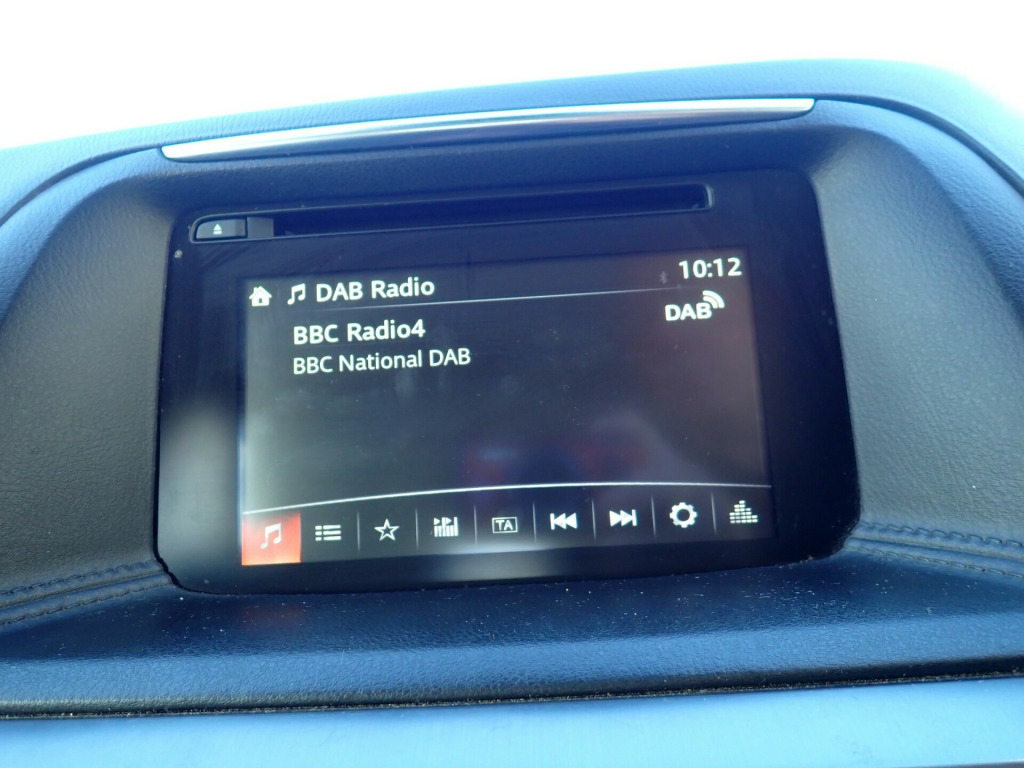 DAB Radio
10:12
BBC Radio4
DAB
BBC National DAB
TA